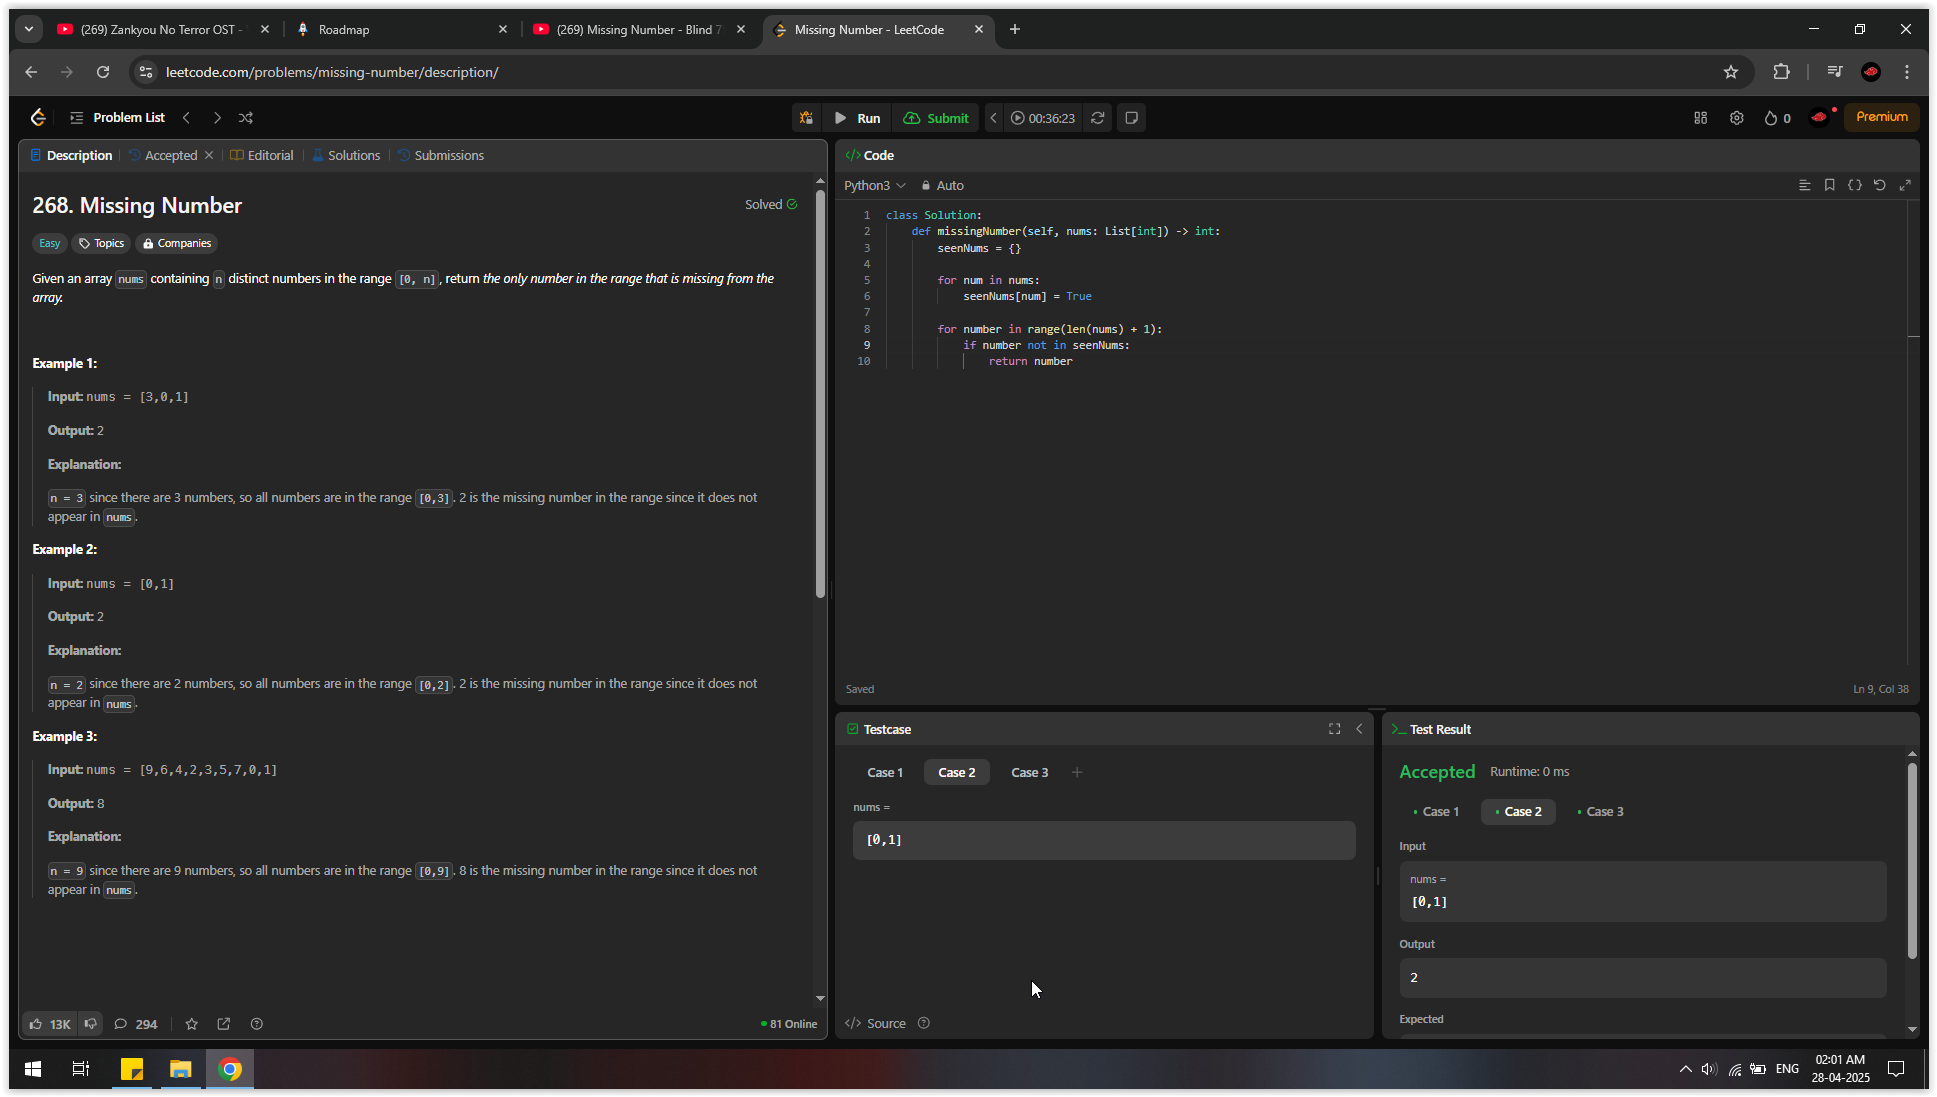 (269) Zankyou No Terror OST -
Roadmap
(269) Missing Number - Blind 7
Missing Number - LeetCode
leetcode.com/problems/missing-number/description/
Problem List
Run
Submit
00:36:23
0
Premium
Description
Accepted
Editorial
Solutions
Submissions
268. Missing Number
Solved
Easy
Topics
Companies
Given an array nums containing n distinct numbers in the range [0, n], return the only number in the range that is missing from the
array.
Example 1:
Input: nums = [3,0,1]
Output: 2
Explanation:
n = 3 since there are 3 numbers, so all numbers are in the range [0,3]. 2 is the missing number in the range since it does not
appear in nums.
Example 2:
Input: nums = [0,1]
Output: 2
Explanation:
n = 2 since there are 2 numbers, so all numbers are in the range [0,2]. 2 is the missing number in the range since it does not
appear in nums.
Example 3:
Input: nums = [9,6,4,2,3,5,7,0,1]
Output: 8
Explanation:
n = 9 since there are 9 numbers, so all numbers are in the range [0,9]. 8 is the missing number in the range since it does not
appear in nums.
13K
294
81 Online
</> Code
Python3
Auto
1 class Solution:
2 def missingNumber(self, nums: List[int]) -> int:
3 seenNums = {}
4
5 for num in nums:
6 seenNums[num] = True
7
8 for number in range(len(nums) + 1):
9 if number not in seenNums:
10 return number
Saved
Ln 9, Col 38
Testcase
Case 1
Case 2
Case 3
+
nums =
[0,1]
</> Source
>_ Test Result
Accepted
Runtime: 0 ms
Case 1
Case 2
Case 3
Input
nums =
[0,1]
Output
2
Expected
ENG
02:01 AM
28-04-2025